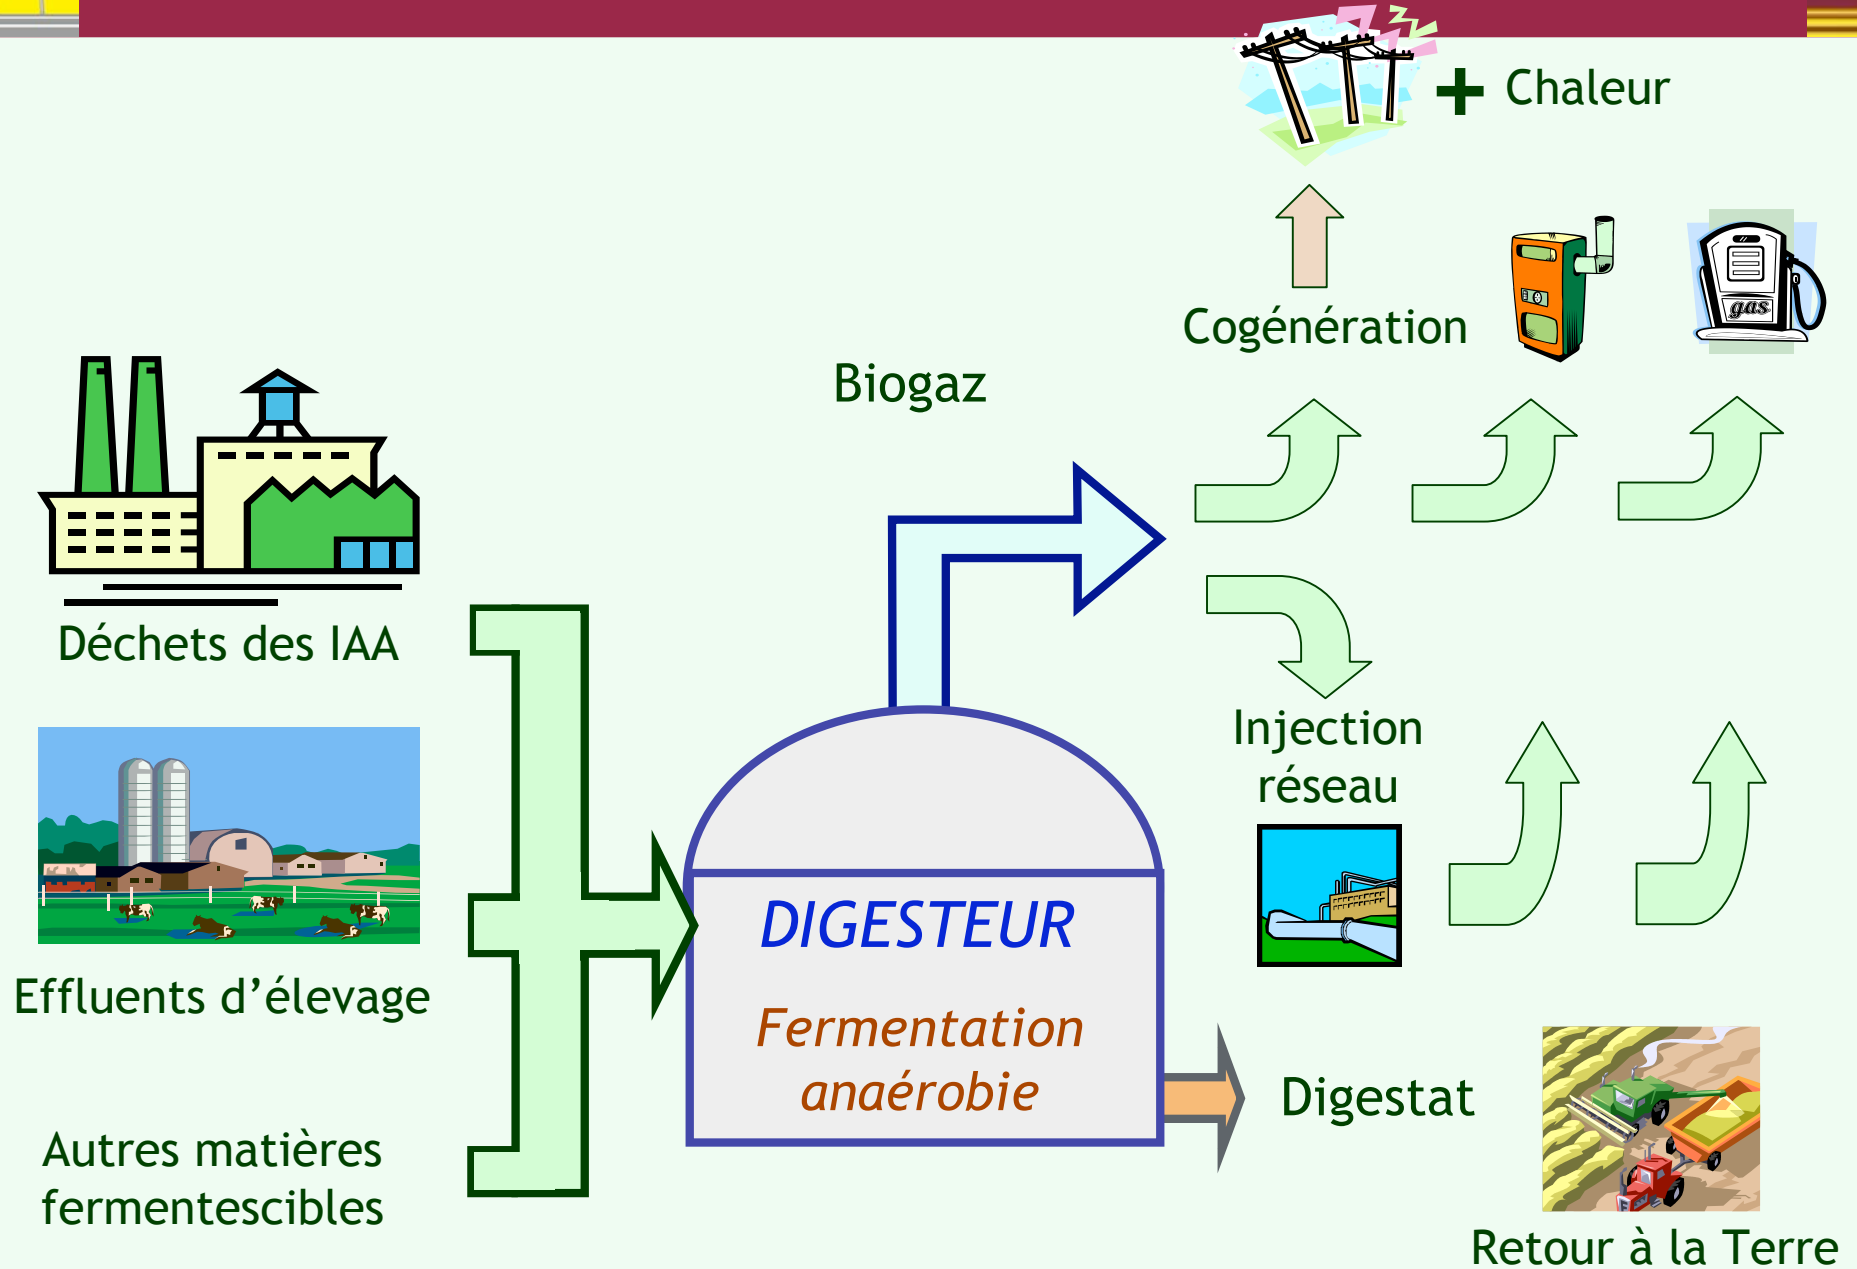 + Chaleur
Cogénération
gas
Biogaz
Déchets des IAA
Injection
réseau
DIGESTEUR
Effluents d’élevage
Fermentation
anaérobie
Digestat
Autres matières
fermentescibles
Retour à la Terre